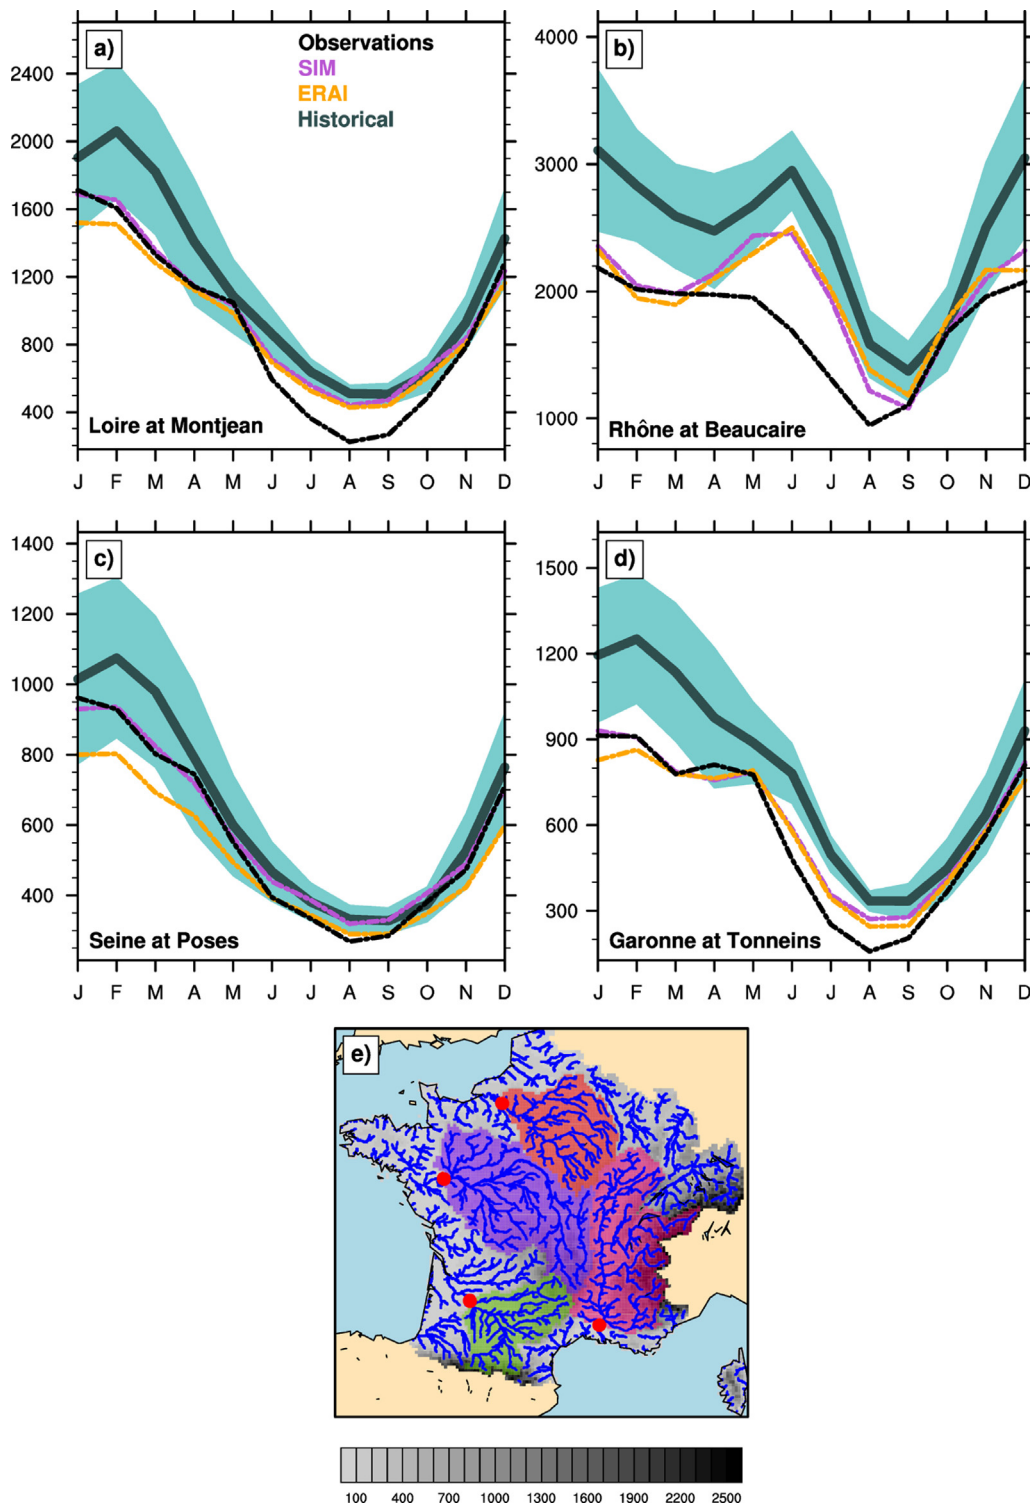 a)
Observations
SIM
ERAI
Historical
2400
2000
1600
1200
800
400
Loire at Montjean
J F M A M J J A S O N D
b)
4000
3000
2000
1000
Rhône at Beaucaire
J F M A M J J A S O N D
c)
1400
1200
1000
800
600
400
Seine at Poses
J F M A M J J A S O N D
d)
1500
1200
900
600
300
Garonne at Tonneins
J F M A M J J A S O N D
e)
100 400 700 1000 1300 1600 1900 2200 2500